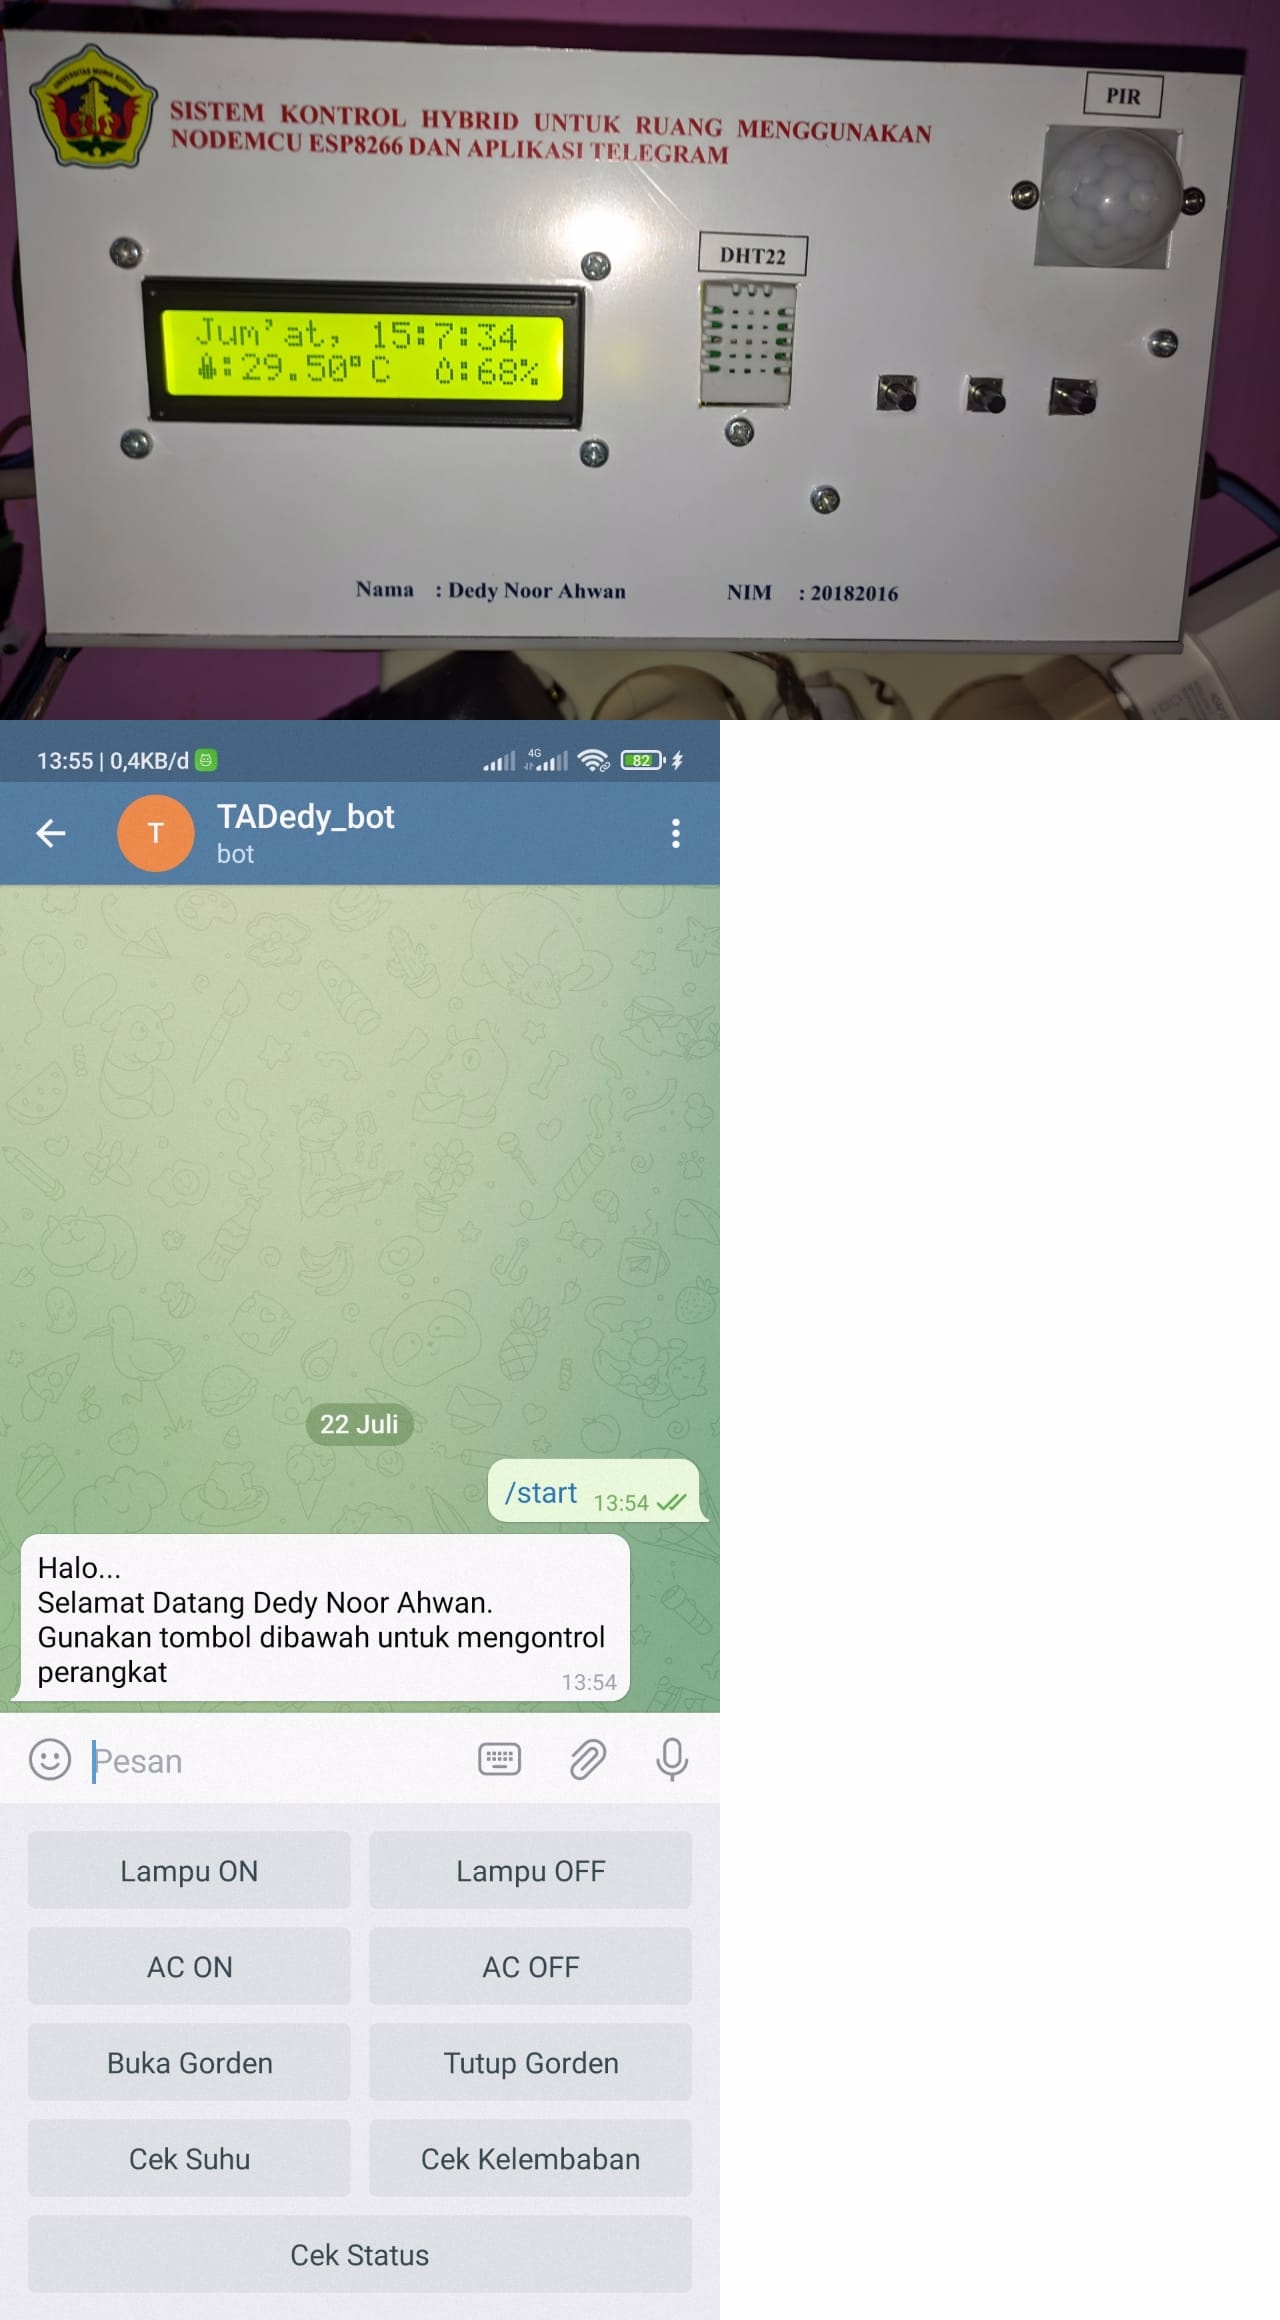 UNIVERSITAS MURIA KUDUS
SISTEM KONTROL HYBRID UNTUK RUANG MENGGUNAKAN
NODEMCU ESP8266 DAN APLIKASI TELEGRAM
PIR
DHT22
Jum'at, 15:7:34
:29.50°C :68%
Nama : Dedy Noor Ahwan NIM : 20182016
13:55 | 0,4KB/d 4G 82
T TADedy_bot
bot
22 Juli
/start 13:54
Halo...
Selamat Datang Dedy Noor Ahwan.
Gunakan tombol dibawah untuk mengontrol
perangkat 13:54
Pesan
Lampu ON Lampu OFF
AC ON AC OFF
Buka Gorden Tutup Gorden
Cek Suhu Cek Kelembaban
Cek Status